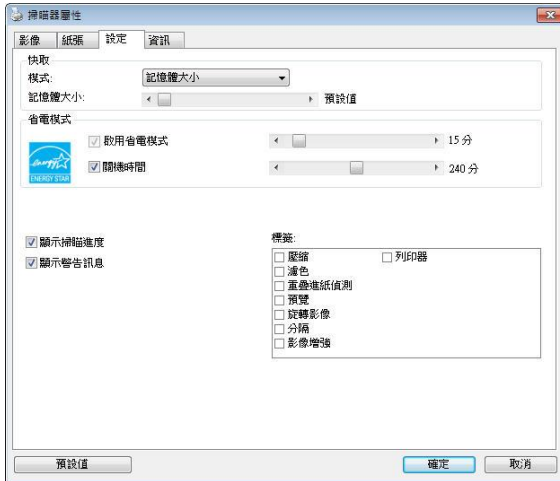 掃瞄器屬性
影像 紙張 設定 資訊
快取
模式: 記憶體大小
記憶體大小: 預設值
省電模式
啟用省電模式 15 分
關機時間 240 分
energy
ENERGY STAR
顯示掃瞄進度
顯示警告訊息
標籤:
壓縮 列印器
濾色
重疊進紙偵測
預覽
旋轉影像
分隔
影像增強
預設值 確定 取消